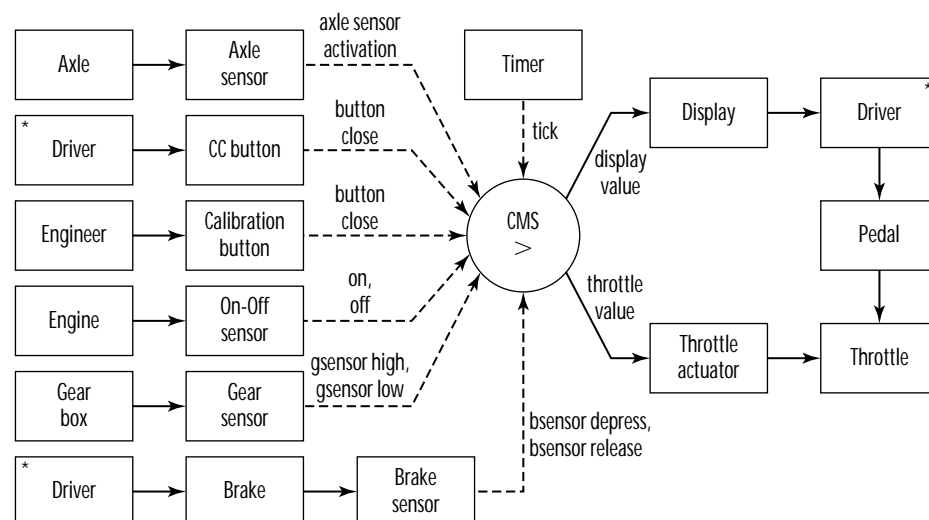 Axle
Axle
sensor
axle sensor
activation
Timer
tick
*
Driver
CC button
button
close
Engineer
Calibration
button
button
close
Engine
On-Off
sensor
on,
off
Gear
box
Gear
sensor
gsensor high,
gsensor low
*
Driver
Brake
Brake
sensor
bsensor depress,
bsensor release
CMS
>
display
value
Display
Driver
*
Pedal
throttle
value
Throttle
actuator
Throttle